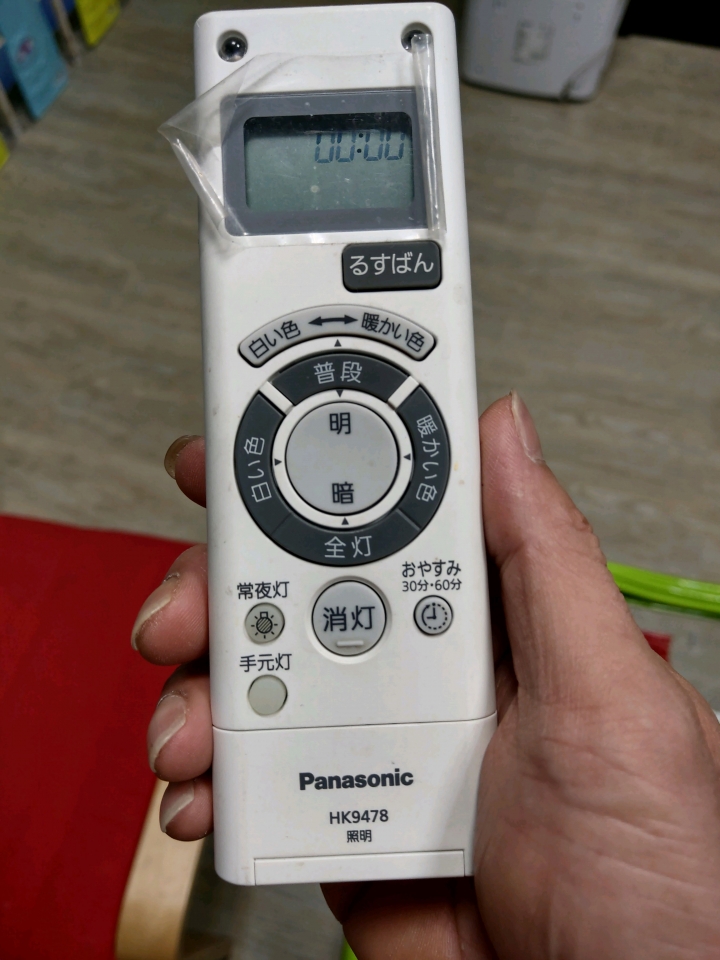 00:00
るすばん
白い色 ⟷ 暖かい色
普段
明
白い色
暖かい色
暗
全灯
常夜灯
消灯
おやすみ
30分・60分
手元灯
Panasonic
HK9478
照明